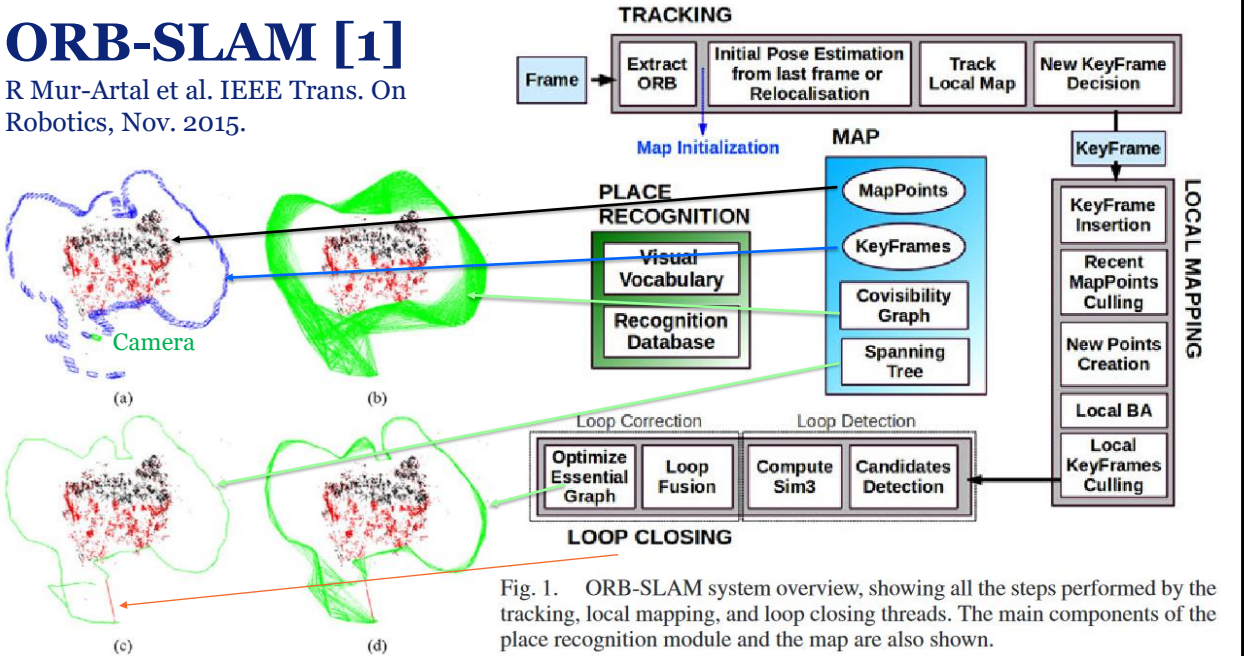 ORB-SLAM [1]
R Mur-Artal et al. IEEE Trans. On
Robotics, Nov. 2015.
TRACKING
Frame
Extract
ORB
Initial Pose Estimation
from last frame or
Relocalisation
Track
Local Map
New KeyFrame
Decision
Map Initialization
KeyFrame
MAP
MapPoints
KeyFrames
Covisibility
Graph
Spanning
Tree
PLACE
RECOGNITION
Visual
Vocabulary
Recognition
Database
LOCAL MAPPING
KeyFrame
Insertion
Recent
MapPoints
Culling
New Points
Creation
Local BA
Local
KeyFrames
Culling
Camera
(a)
(b)
Loop Correction
Loop Detection
Optimize
Essential
Graph
Loop
Fusion
Compute
Sim3
Candidates
Detection
LOOP CLOSING
(c)
(d)
Fig. 1. ORB-SLAM system overview, showing all the steps performed by the
tracking, local mapping, and loop closing threads. The main components of the
place recognition module and the map are also shown.